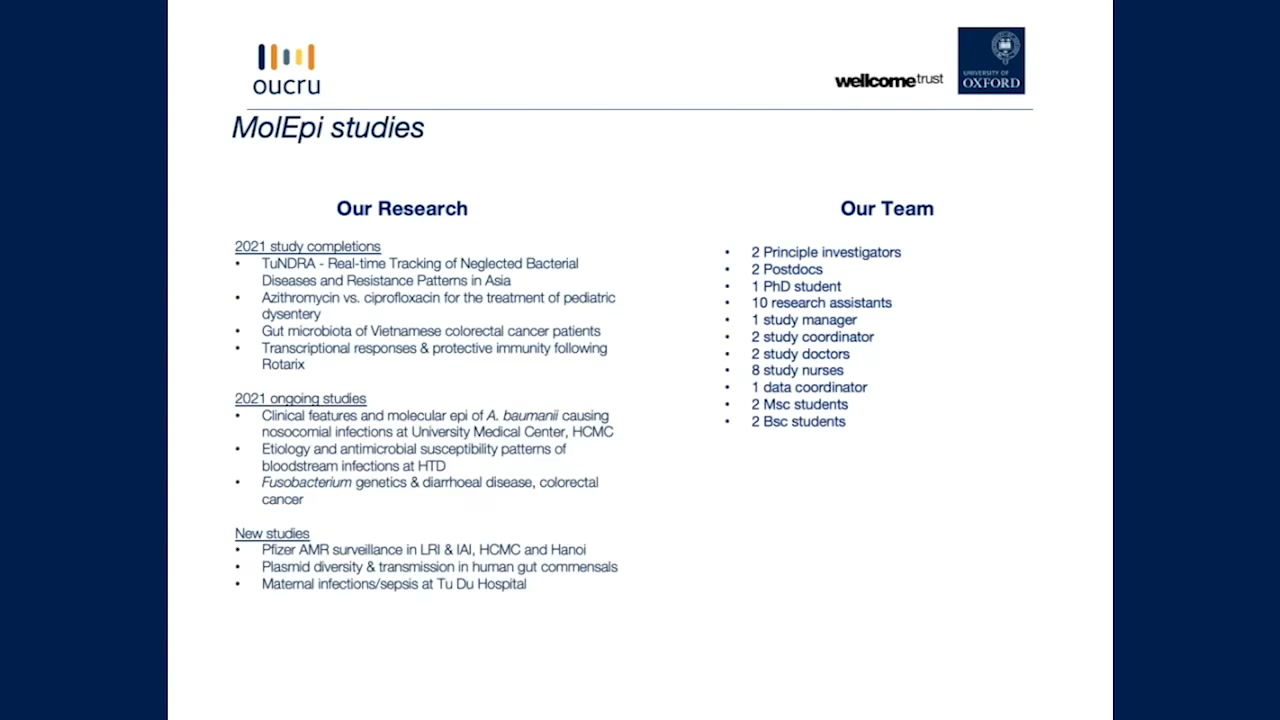 oucru
wellcometrust
UNIVERSITY OF
OXFORD
MolEpi studies
Our Research
2021 study completions
• TuNDRA - Real-time Tracking of Neglected Bacterial
Diseases and Resistance Patterns in Asia
• Azithromycin vs. ciprofloxacin for the treatment of pediatric
dysentery
• Gut microbiota of Vietnamese colorectal cancer patients
• Transcriptional responses & protective immunity following
Rotarix
2021 ongoing studies
• Clinical features and molecular epi of A. baumanii causing
nosocomial infections at University Medical Center, HCMC
• Etiology and antimicrobial susceptibility patterns of
bloodstream infections at HTD
• Fusobacterium genetics & diarrhoeal disease, colorectal
cancer
New studies
• Pfizer AMR surveillance in LRI & IAI, HCMC and Hanoi
• Plasmid diversity & transmission in human gut commensals
• Maternal infections/sepsis at Tu Du Hospital
Our Team
• 2 Principle investigators
• 2 Postdocs
• 1 PhD student
• 10 research assistants
• 1 study manager
• 2 study coordinator
• 2 study doctors
• 8 study nurses
• 1 data coordinator
• 2 Msc students
• 2 Bsc students